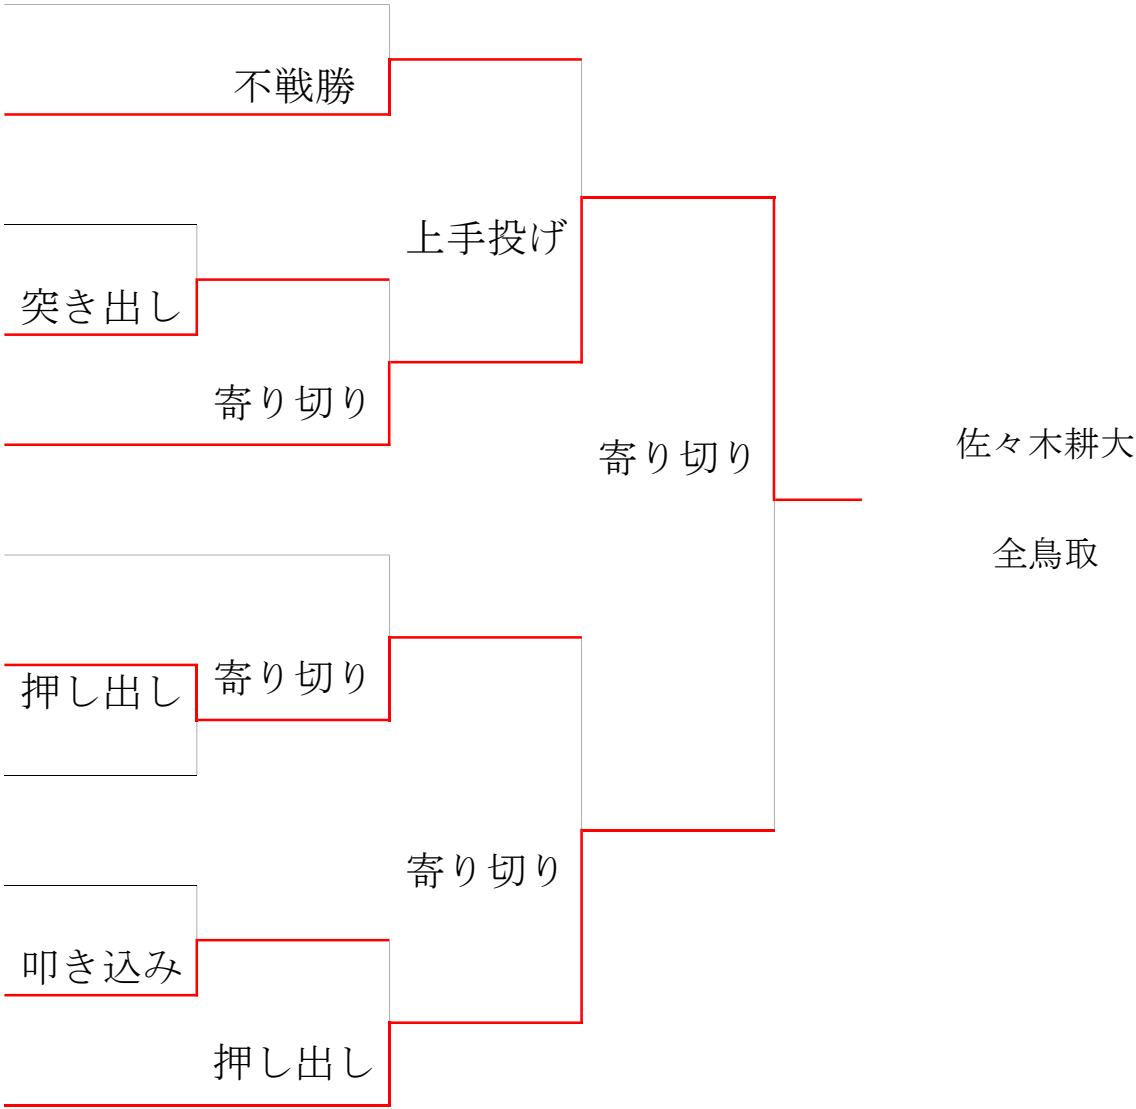 不戦勝
上手投げ
突き出し
寄り切り
寄り切り
佐々木耕大
全鳥取
押し出し
寄り切り
寄り切り
叩き込み
押し出し